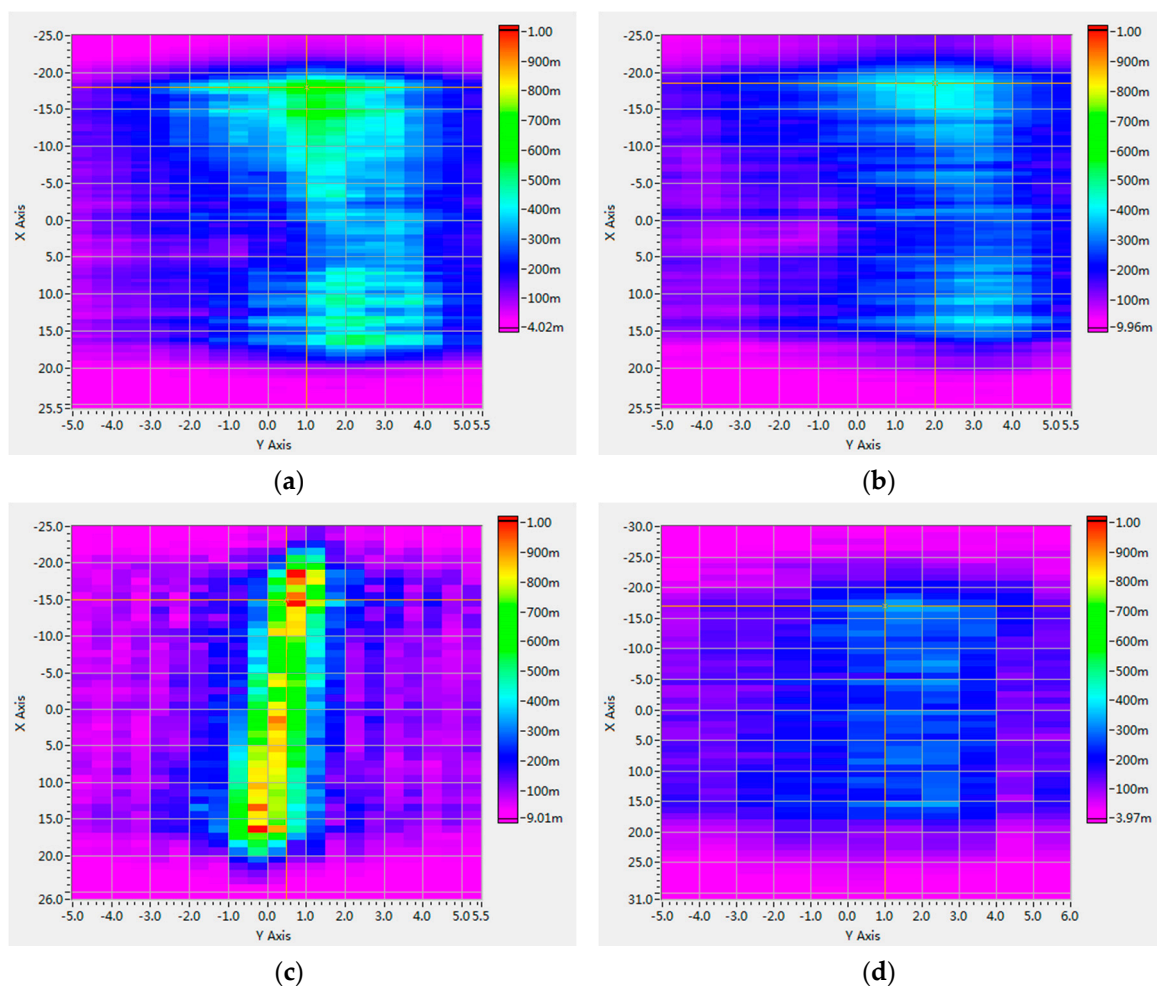 -25.0
-20.0
-15.0
-10.0
-5.0
0.0
5.0
10.0
15.0
20.0
25.5
X Axis
-5.0 -4.0 -3.0 -2.0 -1.0 0.0 1.0 2.0 3.0 4.0 5.0 5.5
Y Axis
-1.00
-900m
-800m
-700m
-600m
-500m
-400m
-300m
-200m
-100m
-4.02m
(a)
-25.0
-20.0
-15.0
-10.0
-5.0
0.0
5.0
10.0
15.0
20.0
25.5
X Axis
-5.0 -4.0 -3.0 -2.0 -1.0 0.0 1.0 2.0 3.0 4.0 5.0 5.5
Y Axis
-1.00
-900m
-800m
-700m
-600m
-500m
-400m
-300m
-200m
-100m
-9.96m
(b)
-25.0
-20.0
-15.0
-10.0
-5.0
0.0
5.0
10.0
15.0
20.0
26.0
X Axis
-5.0 -4.0 -3.0 -2.0 -1.0 0.0 1.0 2.0 3.0 4.0 5.0 5.5
Y Axis
-1.00
-900m
-800m
-700m
-600m
-500m
-400m
-300m
-200m
-100m
-9.01m
(c)
-30.0
-25.0
-20.0
-15.0
-10.0
-5.0
0.0
5.0
10.0
15.0
20.0
25.0
31.0
X Axis
-5.0 -4.0 -3.0 -2.0 -1.0 0.0 1.0 2.0 3.0 4.0 5.0 6.0
Y Axis
-1.00
-900m
-800m
-700m
-600m
-500m
-400m
-300m
-200m
-100m
-3.97m
(d)